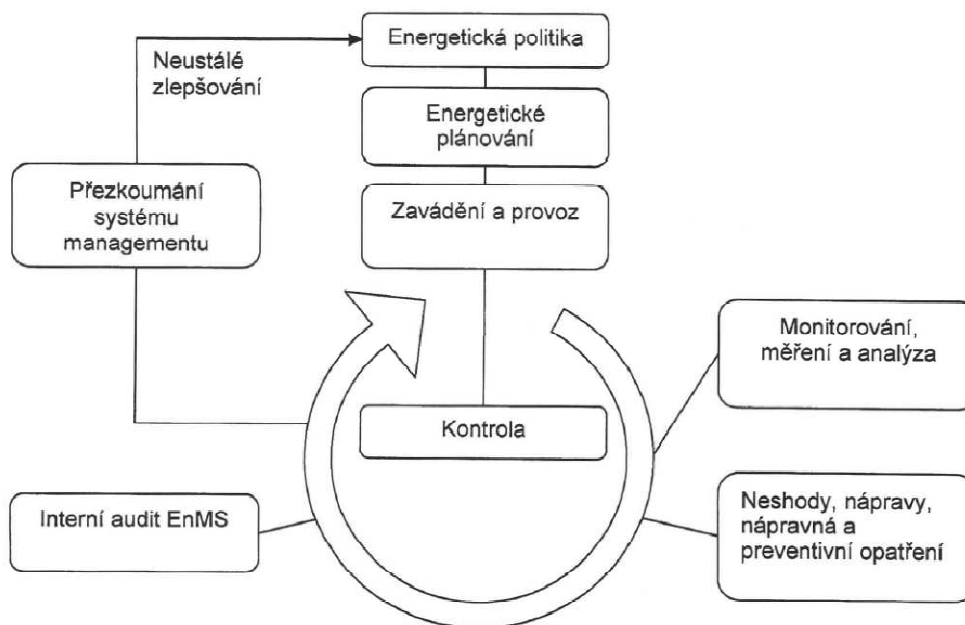 Energetická politika
Neustálé
zlepšování
Energetické
plánování
Přezkoumání
systému
managementu
Zavádění a provoz
Monitorování,
měření a analýza
Kontrola
Interní audit EnMS
Neshody, nápravy,
nápravná a
preventivní opatření